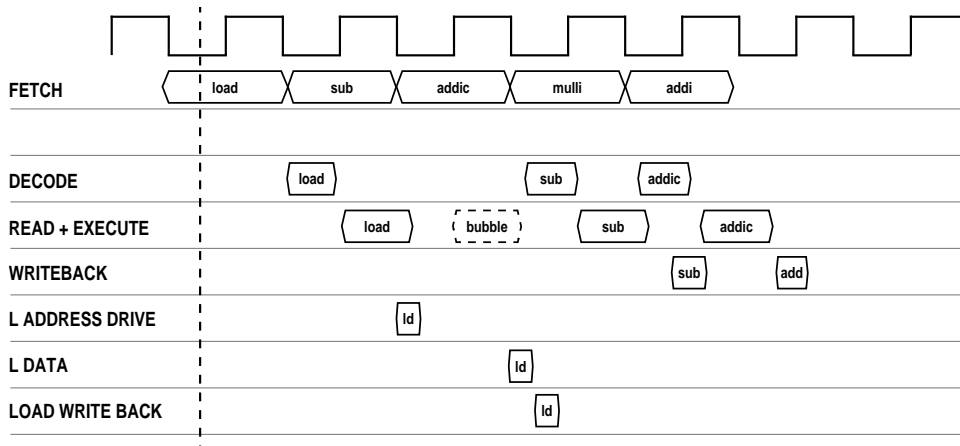 FETCH load sub addic mulli addi
DECODE load sub addic
READ + EXECUTE load bubble sub addic
WRITEBACK sub add
L ADDRESS DRIVE ld
L DATA ld
LOAD WRITE BACK ld